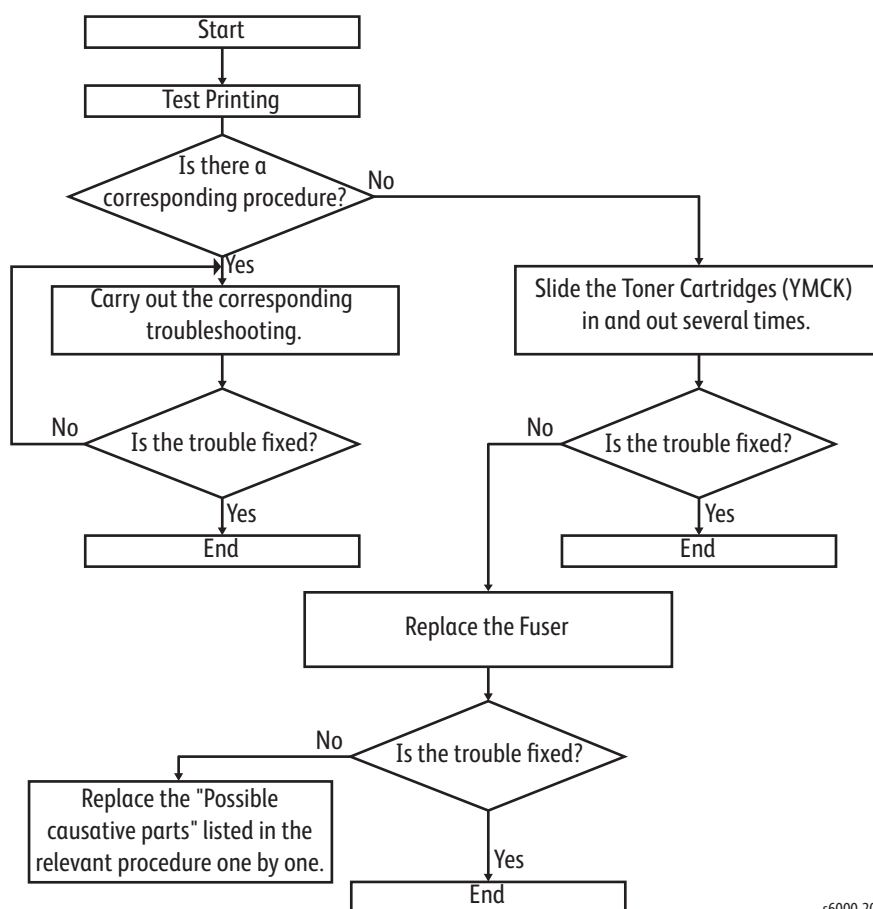 Start
Test Printing
Is there a
corresponding procedure?
No
Yes
Carry out the corresponding
troubleshooting.
Slide the Toner Cartridges (YMCK)
in and out several times.
No
Is the trouble fixed?
No
Is the trouble fixed?
Yes
Yes
End
End
Replace the Fuser
No
Is the trouble fixed?
Replace the "Possible
causative parts" listed in the
relevant procedure one by one.
Yes
End